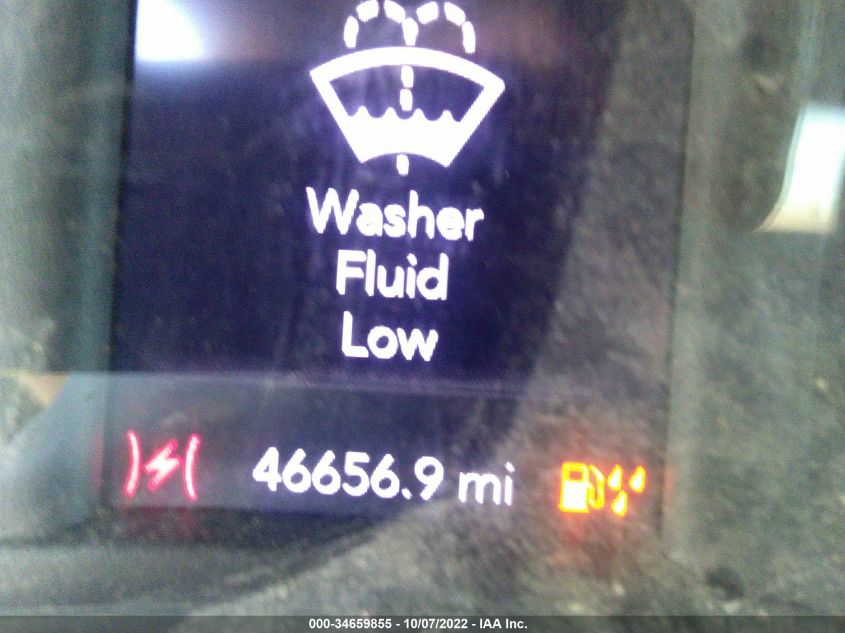 Washer
Fluid
Low
46656.9 mi
000-34659855 - 10/07/2022 - IAA Inc.